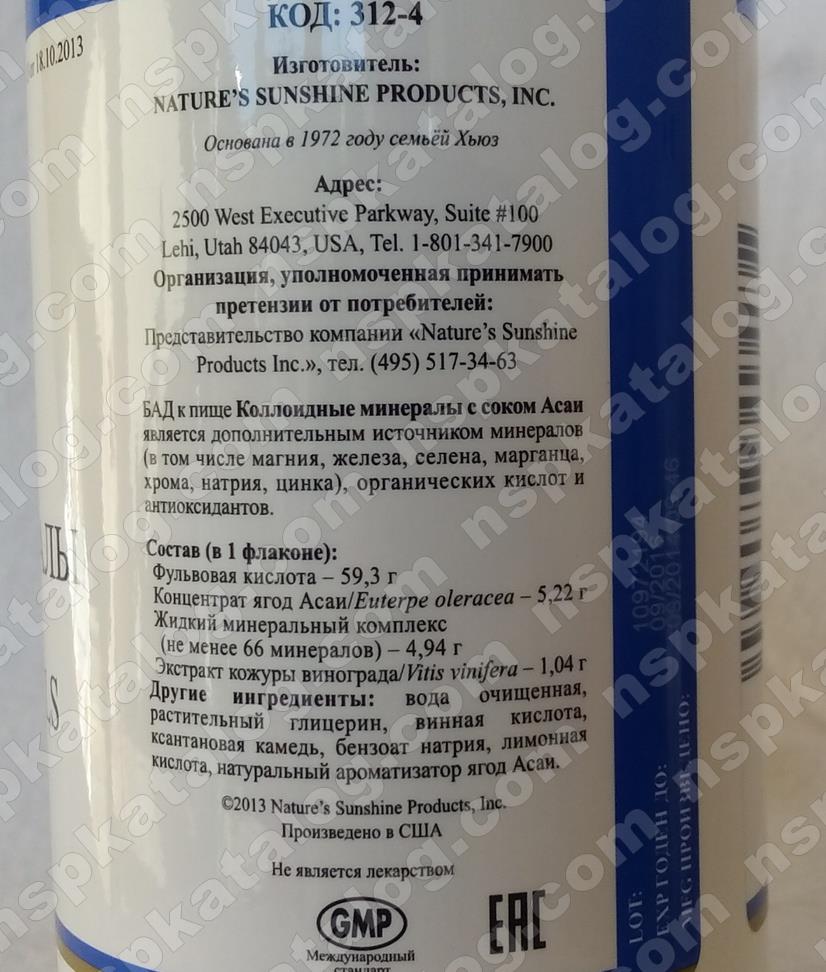 КОД: 312-4
от 18.10.2013
Изготовитель:
NATURE'S SUNSHINE PRODUCTS, INC.
Основана в 1972 году семьёй Хьюз
Адрес:
2500 West Executive Parkway, Suite #100
Lehi, Utah 84043, USA, Tel. 1-801-341-7900
Организация, уполномоченная принимать
претензии от потребителей:
Представительство компании «Nature's Sunshine
Products Inc.», тел. (495) 517-34-63
БАД к пище Коллоидные минералы с соком Асаи
является дополнительным источником минералов
(в том числе магния, железа, селена, марганца,
хрома, натрия, цинка), органических кислот и
антиоксидантов.
Состав (в 1 флаконе):
Фульвовая кислота – 59,3 г
Концентрат ягод Асаи/Euterpe oleracea – 5,22 г
Жидкий минеральный комплекс
(не менее 66 минералов) – 4,94 г
Экстракт кожуры винограда/Vitis vinifera – 1,04 г
Другие ингредиенты: вода очищенная,
растительный глицерин, винная кислота,
ксантановая камедь, бензоат натрия, лимонная
кислота, натуральный ароматизатор ягод Асаи.
©2013 Nature's Sunshine Products, Inc.
Произведено в США
Не является лекарством
GMP
EAC
Международный
стандарт
ЛЫ
LS
LOT:
EXP ГОДЕН ДО:
MFG ПРОИЗВЕДЕНО:
nspkatalog.com